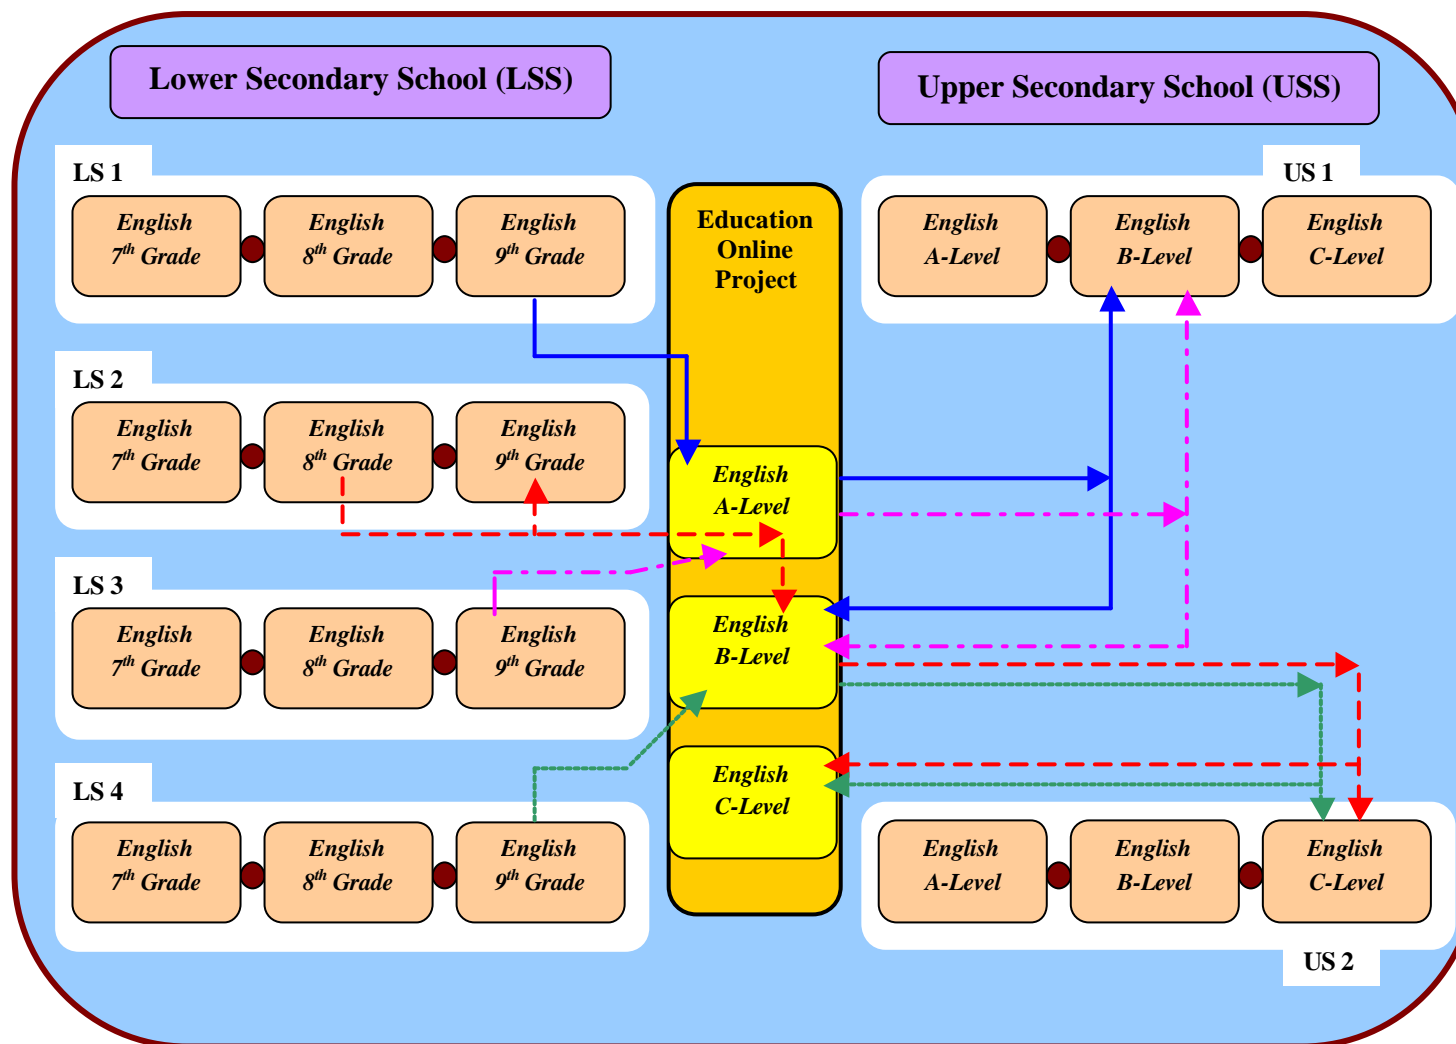 Lower Secondary School (LSS)
Upper Secondary School (USS)
LS 1
English
7th Grade
English
8th Grade
English
9th Grade
LS 2
English
7th Grade
English
8th Grade
English
9th Grade
LS 3
English
7th Grade
English
8th Grade
English
9th Grade
LS 4
English
7th Grade
English
8th Grade
English
9th Grade
Education
Online
Project
English
A-Level
English
B-Level
English
C-Level
US 1
English
A-Level
English
B-Level
English
C-Level
English
A-Level
English
B-Level
English
C-Level
US 2